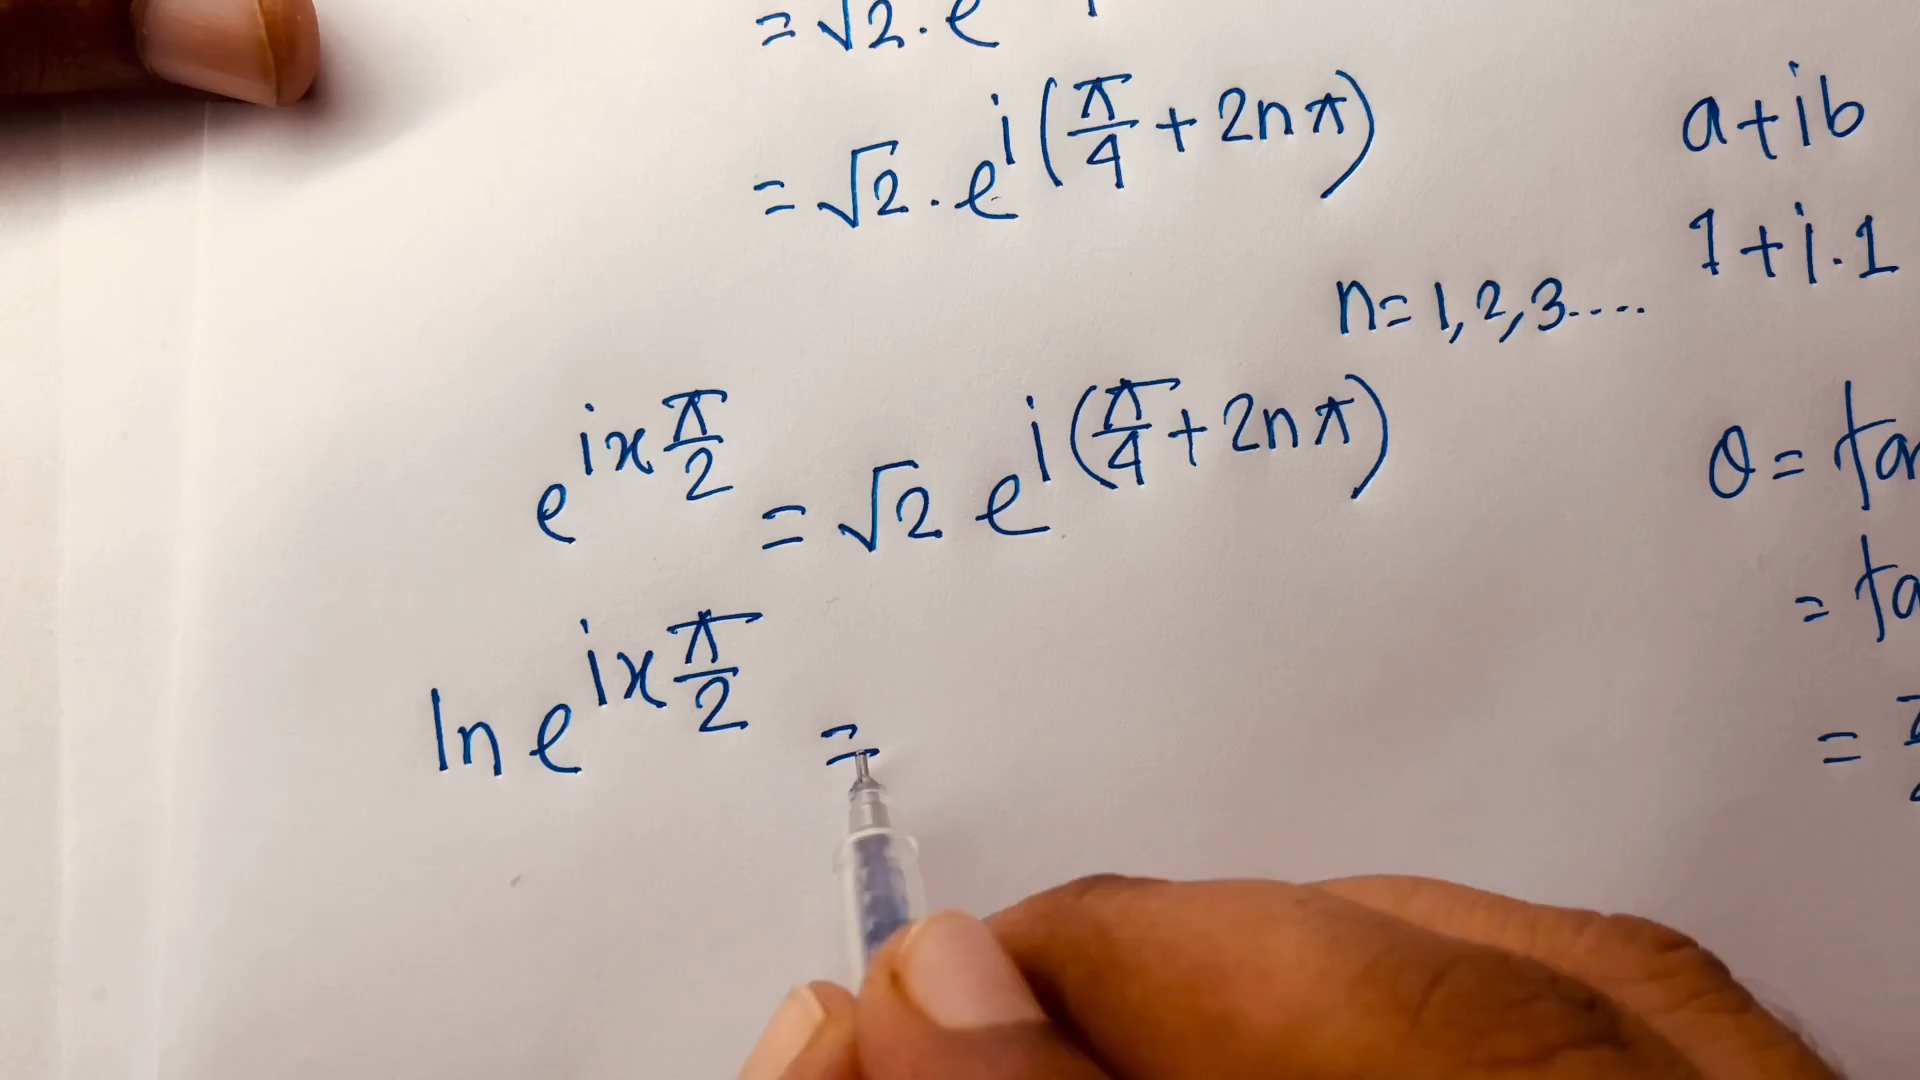 = √2 . e
= √2 . e^i(π/4 + 2nπ)
n = 1, 2, 3 ....
e^ix π/2 = √2 e^i(π/4 + 2nπ)
ln e^ix π/2 =
a + ib
1 + i . 1
θ =
=
=